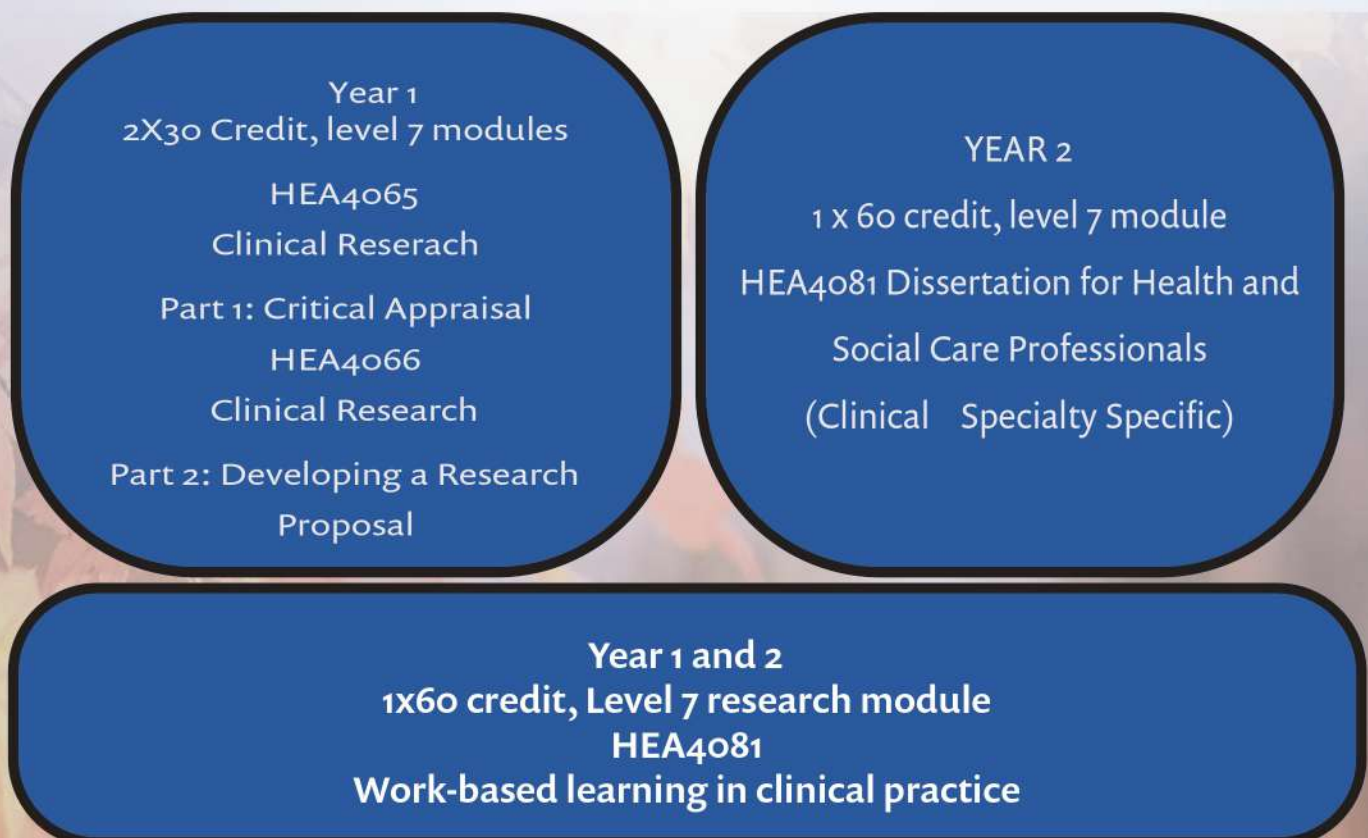 Year 1
2X30 Credit, level 7 modules
HEA4065
Clinical Reserach
Part 1: Critical Appraisal
HEA4066
Clinical Research
Part 2: Developing a Research
Proposal
YEAR 2
1 x 60 credit, level 7 module
HEA4081 Dissertation for Health and
Social Care Professionals
(Clinical Specialty Specific)
Year 1 and 2
1x60 credit, Level 7 research module
HEA4081
Work-based learning in clinical practice